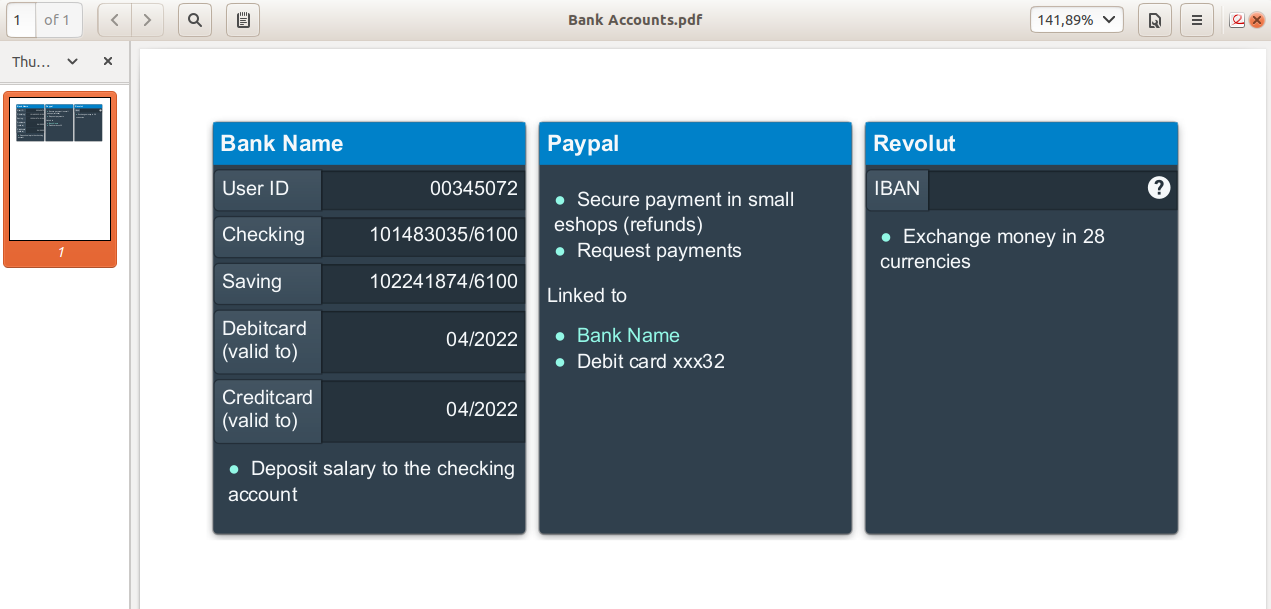 1 of 1
Bank Accounts.pdf
141,89%
Thu...
1
Bank Name
User ID 00345072
Checking 101483035/6100
Saving 102241874/6100
Debitcard
(valid to)
04/2022
Creditcard
(valid to)
04/2022
● Deposit salary to the checking
account
Paypal
● Secure payment in small
eshops (refunds)
● Request payments
Linked to
● Bank Name
● Debit card xxx32
Revolut
IBAN ?
● Exchange money in 28
currencies